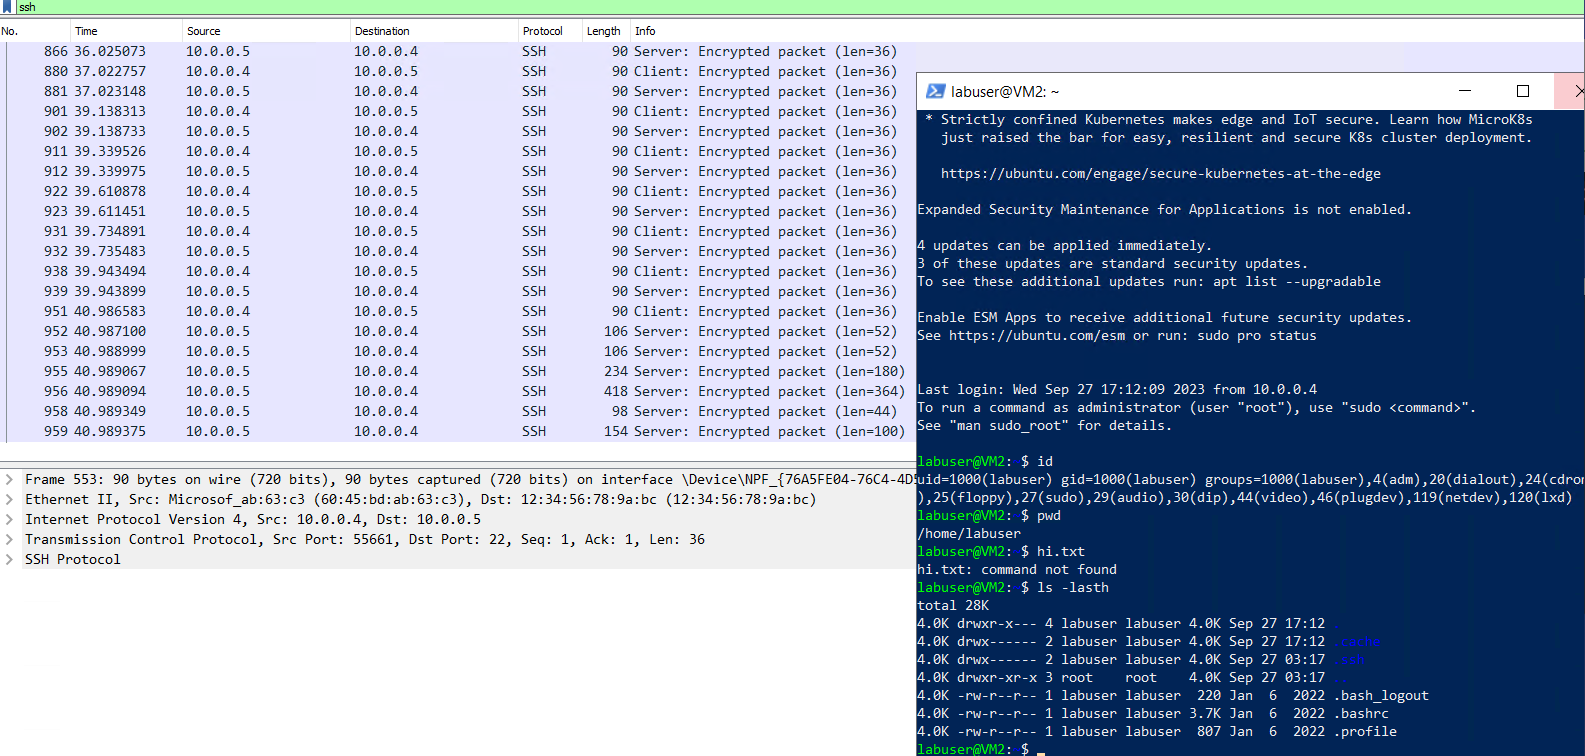 ssh
No. Time Source Destination Protocol Length Info
866 36.025073 10.0.0.5 10.0.0.4 SSH 90 Server: Encrypted packet (len=36)
880 37.022757 10.0.0.4 10.0.0.5 SSH 90 Client: Encrypted packet (len=36)
881 37.023148 10.0.0.5 10.0.0.4 SSH 90 Server: Encrypted packet (len=36)
901 39.138313 10.0.0.4 10.0.0.5 SSH 90 Client: Encrypted packet (len=36)
902 39.138733 10.0.0.5 10.0.0.4 SSH 90 Server: Encrypted packet (len=36)
911 39.339526 10.0.0.4 10.0.0.5 SSH 90 Client: Encrypted packet (len=36)
912 39.339975 10.0.0.5 10.0.0.4 SSH 90 Server: Encrypted packet (len=36)
922 39.610878 10.0.0.4 10.0.0.5 SSH 90 Client: Encrypted packet (len=36)
923 39.611451 10.0.0.5 10.0.0.4 SSH 90 Server: Encrypted packet (len=36)
931 39.734891 10.0.0.4 10.0.0.5 SSH 90 Client: Encrypted packet (len=36)
932 39.735483 10.0.0.5 10.0.0.4 SSH 90 Server: Encrypted packet (len=36)
938 39.943494 10.0.0.4 10.0.0.5 SSH 90 Client: Encrypted packet (len=36)
939 39.943899 10.0.0.5 10.0.0.4 SSH 90 Server: Encrypted packet (len=36)
951 40.986583 10.0.0.4 10.0.0.5 SSH 90 Client: Encrypted packet (len=36)
952 40.987100 10.0.0.5 10.0.0.4 SSH 106 Server: Encrypted packet (len=52)
953 40.988999 10.0.0.5 10.0.0.4 SSH 106 Server: Encrypted packet (len=52)
955 40.989067 10.0.0.5 10.0.0.4 SSH 234 Server: Encrypted packet (len=180)
956 40.989094 10.0.0.5 10.0.0.4 SSH 418 Server: Encrypted packet (len=364)
958 40.989349 10.0.0.5 10.0.0.4 SSH 98 Server: Encrypted packet (len=44)
959 40.989375 10.0.0.5 10.0.0.4 SSH 154 Server: Encrypted packet (len=100)
Frame 553: 90 bytes on wire (720 bits), 90 bytes captured (720 bits) on interface \Device\NPF_{76A5FE04-76C4-4D5
Ethernet II, Src: Microsof_ab:63:c3 (60:45:bd:ab:63:c3), Dst: 12:34:56:78:9a:bc (12:34:56:78:9a:bc)
Internet Protocol Version 4, Src: 10.0.0.4, Dst: 10.0.0.5
Transmission Control Protocol, Src Port: 55661, Dst Port: 22, Seq: 1, Ack: 1, Len: 36
SSH Protocol
labuser@VM2: ~
* Strictly confined Kubernetes makes edge and IoT secure. Learn how MicroK8s
just raised the bar for easy, resilient and secure K8s cluster deployment.
https://ubuntu.com/engage/secure-kubernetes-at-the-edge
Expanded Security Maintenance for Applications is not enabled.
4 updates can be applied immediately.
3 of these updates are standard security updates.
To see these additional updates run: apt list --upgradable
Enable ESM Apps to receive additional future security updates.
See https://ubuntu.com/esm or run: sudo pro status
Last login: Wed Sep 27 17:12:09 2023 from 10.0.0.4
To run a command as administrator (user "root"), use "sudo <command>".
See "man sudo_root" for details.
labuser@VM2:~$ id
uid=1000(labuser) gid=1000(labuser) groups=1000(labuser),4(adm),20(dialout),24(cdrom
),25(floppy),27(sudo),29(audio),30(dip),44(video),46(plugdev),119(netdev),120(lxd)
labuser@VM2:~$ pwd
/home/labuser
labuser@VM2:~$ hi.txt
hi.txt: command not found
labuser@VM2:~$ ls -lasth
total 28K
4.0K drwxr-x--- 4 labuser labuser 4.0K Sep 27 17:12 .
4.0K drwx------ 2 labuser labuser 4.0K Sep 27 17:12 .cache
4.0K drwx------ 2 labuser labuser 4.0K Sep 27 03:17 .ssh
4.0K drwxr-xr-x 3 root root 4.0K Sep 27 03:17 ..
4.0K -rw-r--r-- 1 labuser labuser 220 Jan 6 2022 .bash_logout
4.0K -rw-r--r-- 1 labuser labuser 3.7K Jan 6 2022 .bashrc
4.0K -rw-r--r-- 1 labuser labuser 807 Jan 6 2022 .profile
labuser@VM2:~$